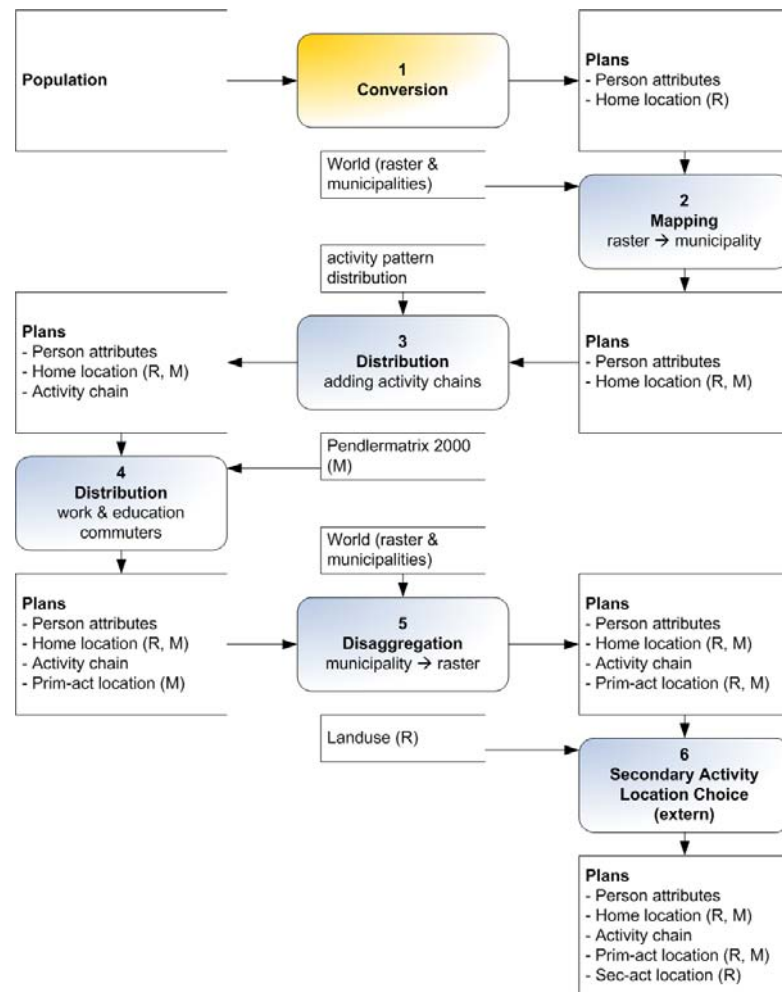 Population
1
Conversion
Plans
- Person attributes
- Home location (R)
World (raster &
municipalities)
2
Mapping
raster → municipality
activity pattern
distribution
Plans
- Person attributes
- Home location (R, M)
- Activity chain
3
Distribution
adding activity chains
Plans
- Person attributes
- Home location (R, M)
4
Distribution
work & education
commuters
Pendlermatrix 2000
(M)
World (raster &
municipalities)
Plans
- Person attributes
- Home location (R, M)
- Activity chain
- Prim-act location (M)
5
Disaggregation
municipality → raster
Plans
- Person attributes
- Home location (R, M)
- Activity chain
- Prim-act location (R, M)
Landuse (R)
6
Secondary Activity
Location Choice
(extern)
Plans
- Person attributes
- Home location (R, M)
- Activity chain
- Prim-act location (R, M)
- Sec-act location (R)